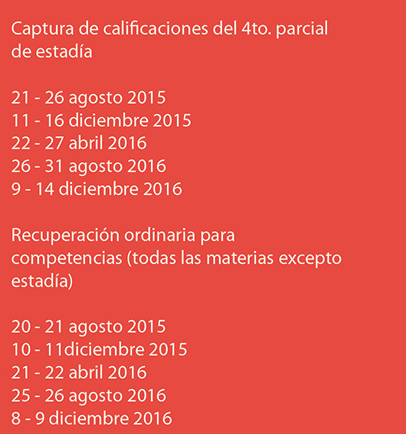 Captura de calificaciones del 4to. parcial
de estadía
21 - 26 agosto 2015
11 - 16 diciembre 2015
22 - 27 abril 2016
26 - 31 agosto 2016
9 - 14 diciembre 2016
Recuperación ordinaria para
competencias (todas las materias excepto
estadía)
20 - 21 agosto 2015
10 - 11diciembre 2015
21 - 22 abril 2016
25 - 26 agosto 2016
8 - 9 diciembre 2016